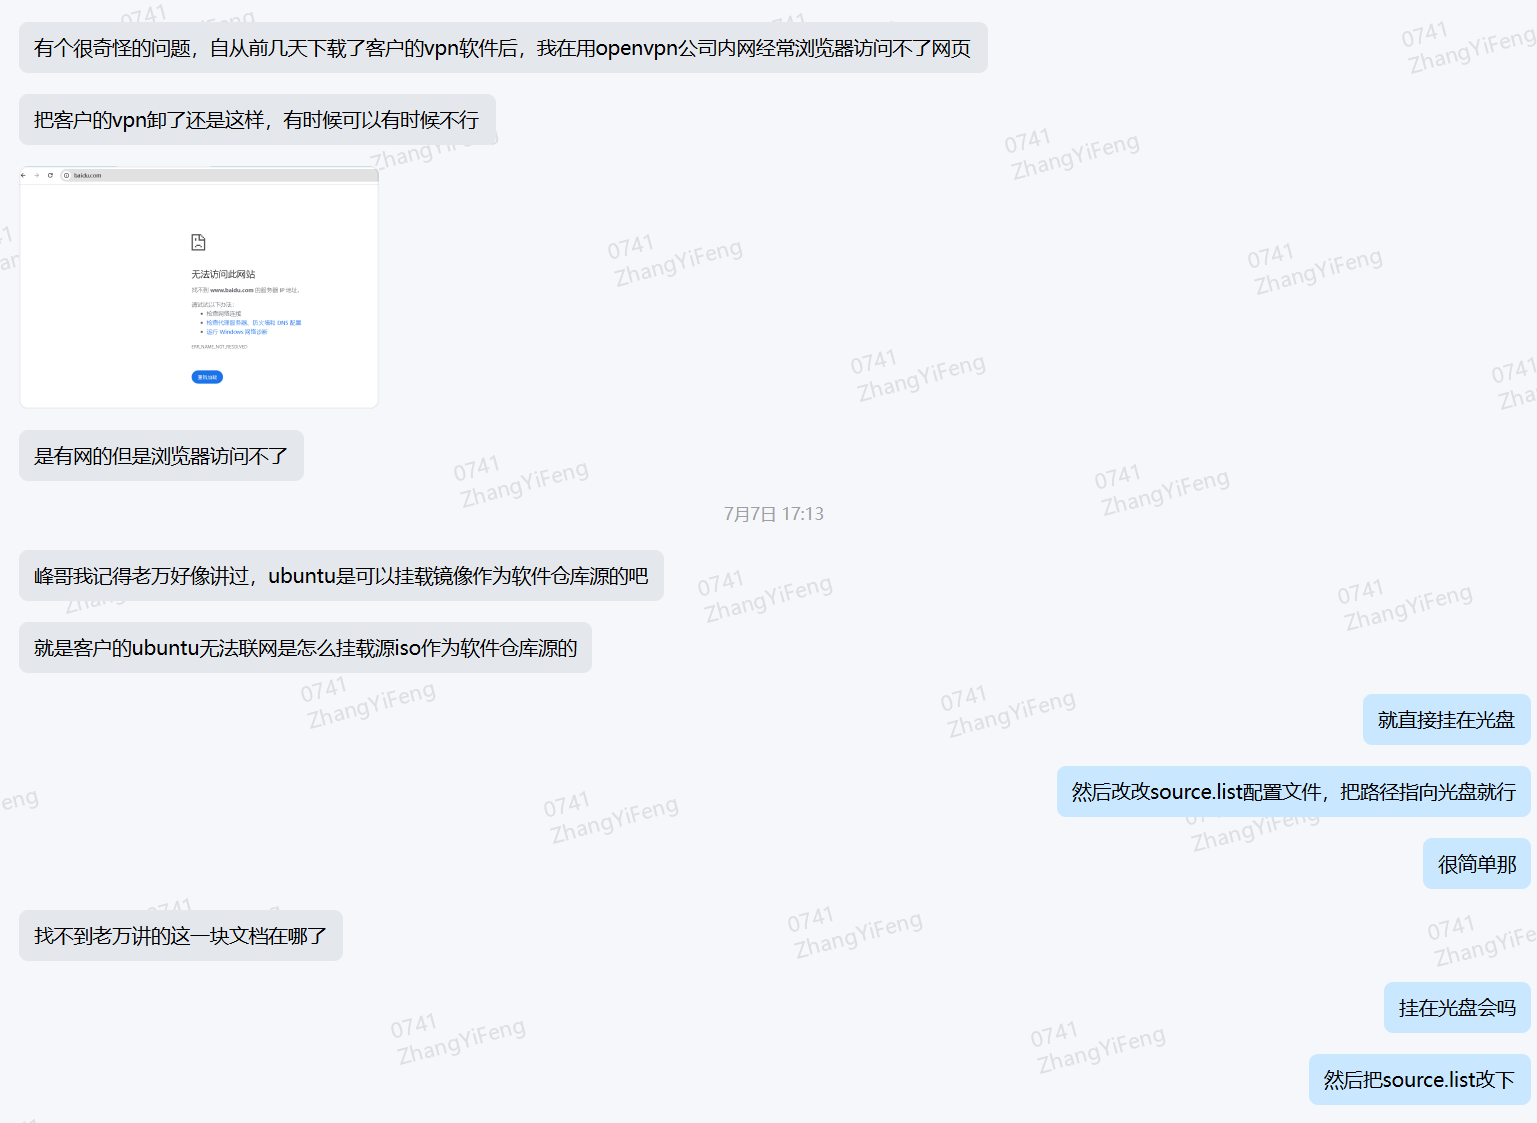 有个很奇怪的问题，自从前几天下载了客户的vpn软件后，我在用openvpn公司内网经常浏览器访问不了网页
把客户的vpn卸了还是这样，有时候可以有时候不行
baidu.com
无法访问此网站
找不到 www.baidu.com 的服务器 IP 地址。
请试试以下办法：
检查网络连接
检查代理服务器、防火墙和 DNS 配置
运行 Windows 网络诊断
ERR_NAME_NOT_RESOLVED
重新加载
是有网的但是浏览器访问不了
7月7日 17:13
峰哥我记得老万好像讲过，ubuntu是可以挂载镜像作为软件仓库源的吧
就是客户的ubuntu无法联网是怎么挂载源iso作为软件仓库源的
就直接挂在光盘
然后改改source.list配置文件，把路径指向光盘就行
很简单那
找不到老万讲的这一块文档在哪了
挂在光盘会吗
然后把source.list改下
0741
ZhangYiFeng